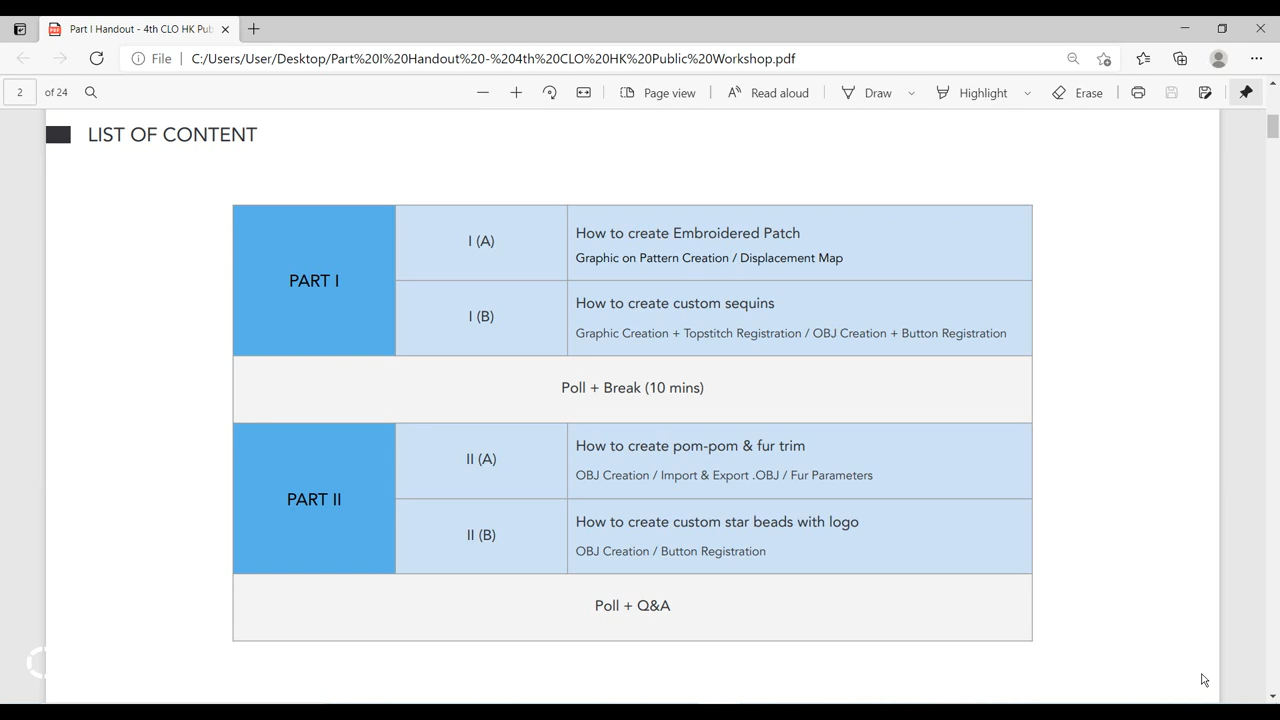 Part I Handout - 4th CLO HK Pub
File
C:/Users/User/Desktop/Part%20I%20Handout%20-%204th%20CLO%20HK%20Public%20Workshop.pdf
2 of 24
Page view
Read aloud
Draw
Highlight
Erase
LIST OF CONTENT
PART I
I (A)
How to create Embroidered Patch
Graphic on Pattern Creation / Displacement Map
I (B)
How to create custom sequins
Graphic Creation + Topstitch Registration / OBJ Creation + Button Registration
Poll + Break (10 mins)
PART II
II (A)
How to create pom-pom & fur trim
OBJ Creation / Import & Export .OBJ / Fur Parameters
II (B)
How to create custom star beads with logo
OBJ Creation / Button Registration
Poll + Q&A